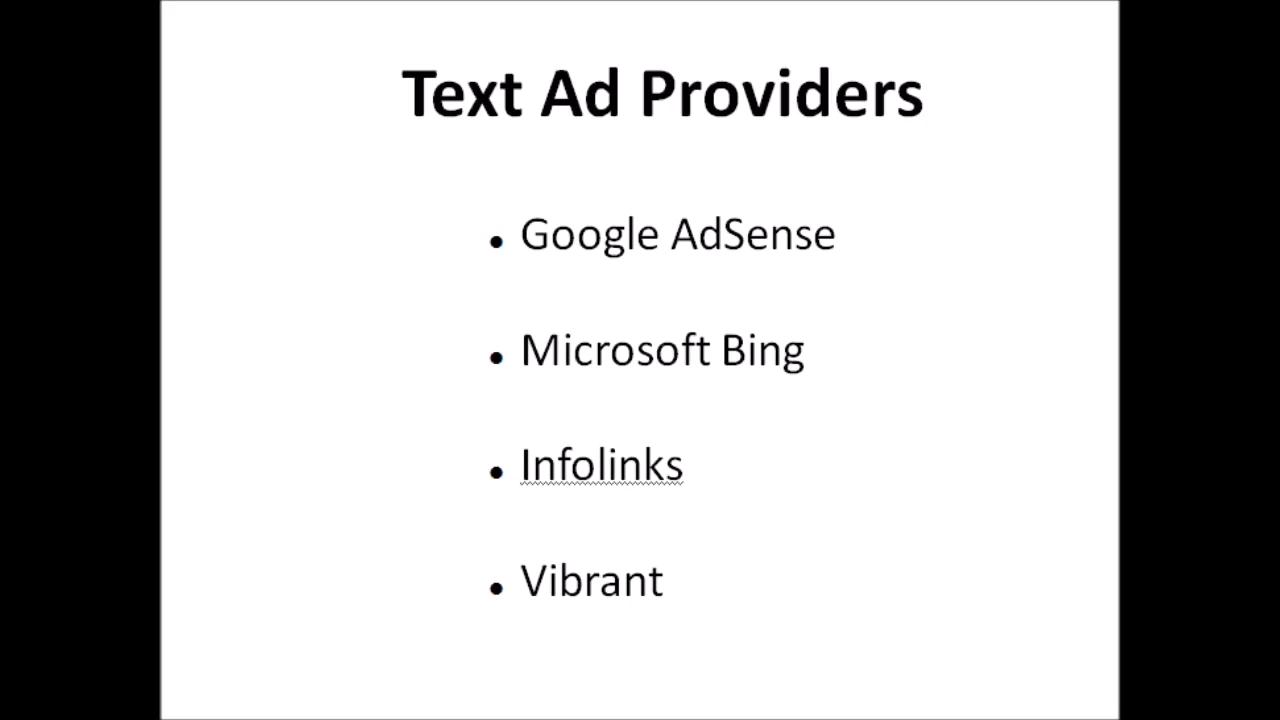 Text Ad Providers
• Google AdSense
• Microsoft Bing
• Infolinks
• Vibrant